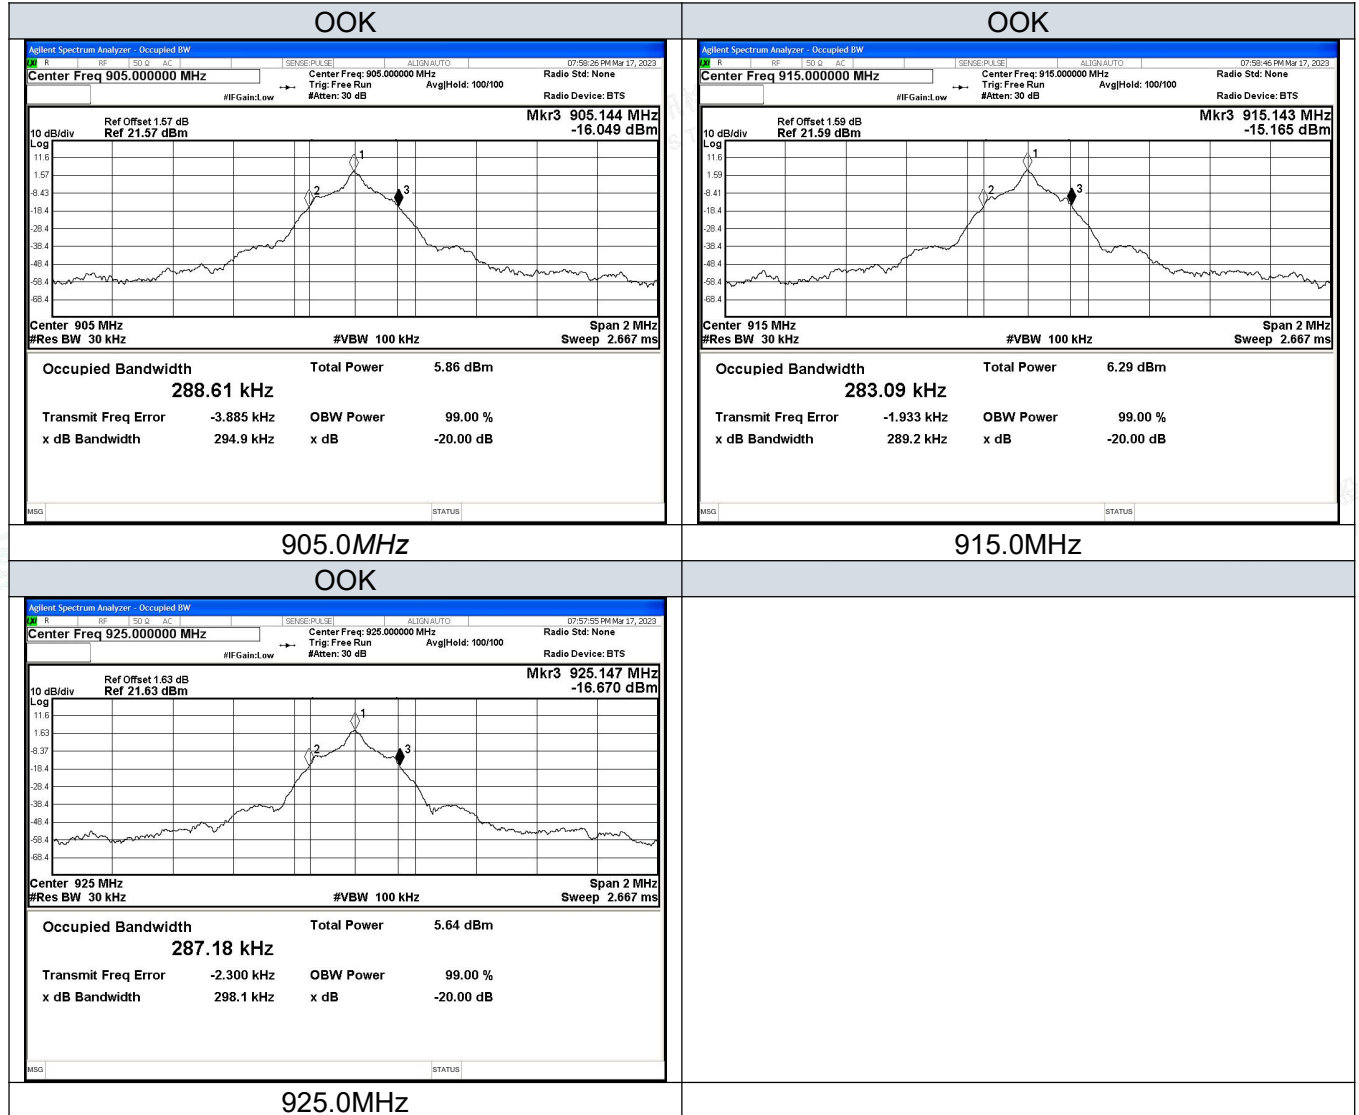 OOK
OOK
Agilent Spectrum Analyzer - Occupied BW
LXI R RF 50 Ω AC SENSE:PULSE ALIGNAUTO 07:58:26 PM Mar 17, 2023
Center Freq 905.000000 MHz Center Freq: 905.000000 MHz Radio Std: None
Trig: Free Run Avg|Hold: 100/100
#IFGain:Low #Atten: 30 dB Radio Device: BTS
Mkr3 905.144 MHz
-16.049 dBm
Ref Offset 1.57 dB
10 dB/div Ref 21.57 dBm
Log
11.6
1.57
-8.43
-18.4
-28.4
-38.4
-48.4
-58.4
-68.4
1
2
3
Center 905 MHz Span 2 MHz
#Res BW 30 kHz #VBW 100 kHz Sweep 2.667 ms
Occupied Bandwidth Total Power 5.86 dBm
288.61 kHz
Transmit Freq Error -3.885 kHz OBW Power 99.00 %
x dB Bandwidth 294.9 kHz x dB -20.00 dB
MSG STATUS
Agilent Spectrum Analyzer - Occupied BW
LXI R RF 50 Ω AC SENSE:PULSE ALIGNAUTO 07:58:46 PM Mar 17, 2023
Center Freq 915.000000 MHz Center Freq: 915.000000 MHz Radio Std: None
Trig: Free Run Avg|Hold: 100/100
#IFGain:Low #Atten: 30 dB Radio Device: BTS
Mkr3 915.143 MHz
-15.165 dBm
Ref Offset 1.59 dB
10 dB/div Ref 21.59 dBm
Log
11.6
1.59
-8.41
-18.4
-28.4
-38.4
-48.4
-58.4
-68.4
1
2
3
Center 915 MHz Span 2 MHz
#Res BW 30 kHz #VBW 100 kHz Sweep 2.667 ms
Occupied Bandwidth Total Power 6.29 dBm
283.09 kHz
Transmit Freq Error -1.933 kHz OBW Power 99.00 %
x dB Bandwidth 289.2 kHz x dB -20.00 dB
MSG STATUS
905.0MHz
915.0MHz
OOK
Agilent Spectrum Analyzer - Occupied BW
LXI R RF 50 Ω AC SENSE:PULSE ALIGNAUTO 07:57:55 PM Mar 17, 2023
Center Freq 925.000000 MHz Center Freq: 925.000000 MHz Radio Std: None
Trig: Free Run Avg|Hold: 100/100
#IFGain:Low #Atten: 30 dB Radio Device: BTS
Mkr3 925.147 MHz
-16.670 dBm
Ref Offset 1.63 dB
10 dB/div Ref 21.63 dBm
Log
11.6
1.63
-8.37
-18.4
-28.4
-38.4
-48.4
-58.4
-68.4
1
2
3
Center 925 MHz Span 2 MHz
#Res BW 30 kHz #VBW 100 kHz Sweep 2.667 ms
Occupied Bandwidth Total Power 5.64 dBm
287.18 kHz
Transmit Freq Error -2.300 kHz OBW Power 99.00 %
x dB Bandwidth 298.1 kHz x dB -20.00 dB
MSG STATUS
925.0MHz